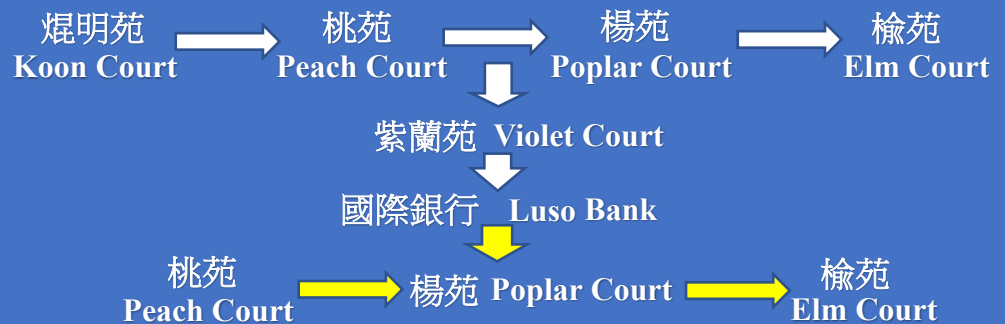 焜明苑 桃苑 楊苑 榆苑
Koon Court Peach Court Poplar Court Elm Court
紫蘭苑 Violet Court
國際銀行 Luso Bank
桃苑 楊苑 Poplar Court 榆苑
Peach Court Elm Court